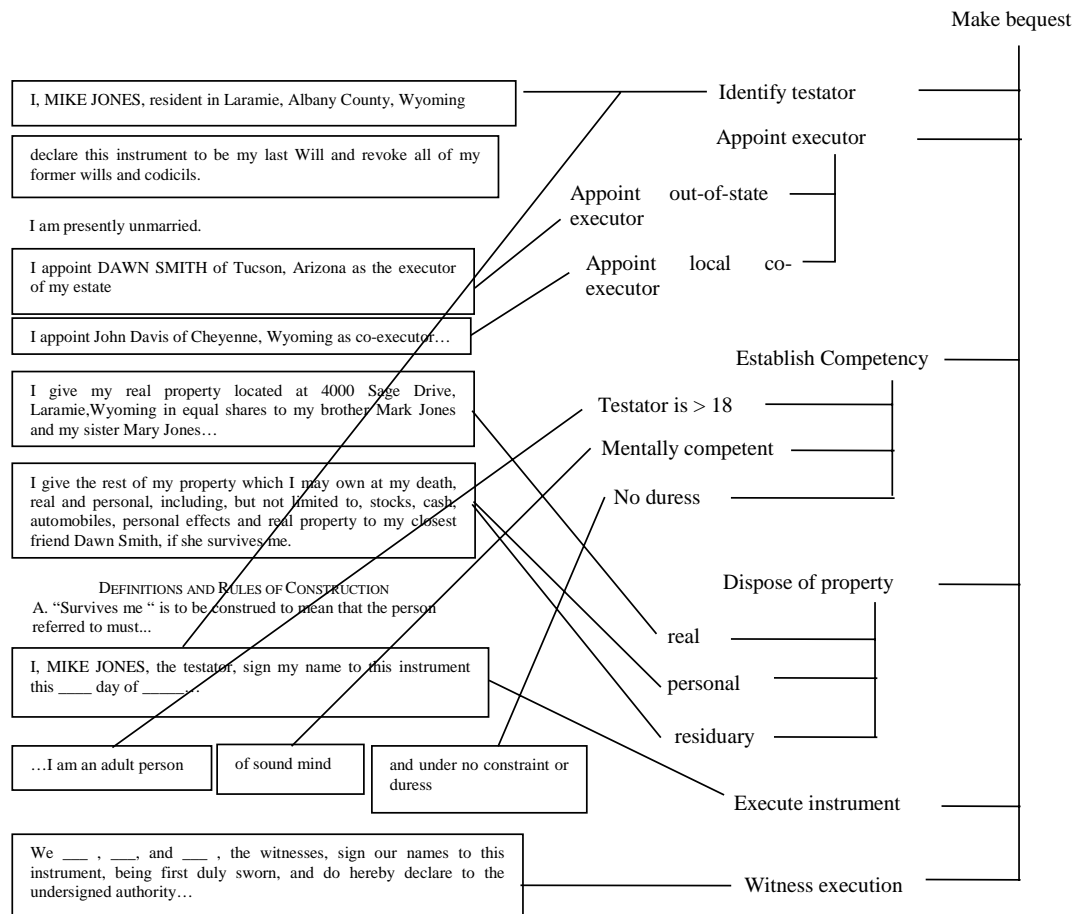 Make bequest
I, MIKE JONES, resident in Laramie, Albany County, Wyoming
Identify testator
Appoint executor
declare this instrument to be my last Will and revoke all of my
former wills and codicils.
Appoint out-of-state
executor
I am presently unmarried.
I appoint DAWN SMITH of Tucson, Arizona as the executor
of my estate
Appoint local co-
executor
I appoint John Davis of Cheyenne, Wyoming as co-executor…
Establish Competency
I give my real property located at 4000 Sage Drive,
Laramie,Wyoming in equal shares to my brother Mark Jones
and my sister Mary Jones…
Testator is > 18
Mentally competent
No duress
I give the rest of my property which I may own at my death,
real and personal, including, but not limited to, stocks, cash,
automobiles, personal effects and real property to my closest
friend Dawn Smith, if she survives me.
Dispose of property
real
personal
residuary
DEFINITIONS AND RULES OF CONSTRUCTION
A. “Survives me “ is to be construed to mean that the person
referred to must...
I, MIKE JONES, the testator, sign my name to this instrument
this ____ day of _____…
…I am an adult person
of sound mind
and under no constraint or
duress
Execute instrument
We ___ , ___, and ___ , the witnesses, sign our names to this
instrument, being first duly sworn, and do hereby declare to the
undersigned authority…
Witness execution